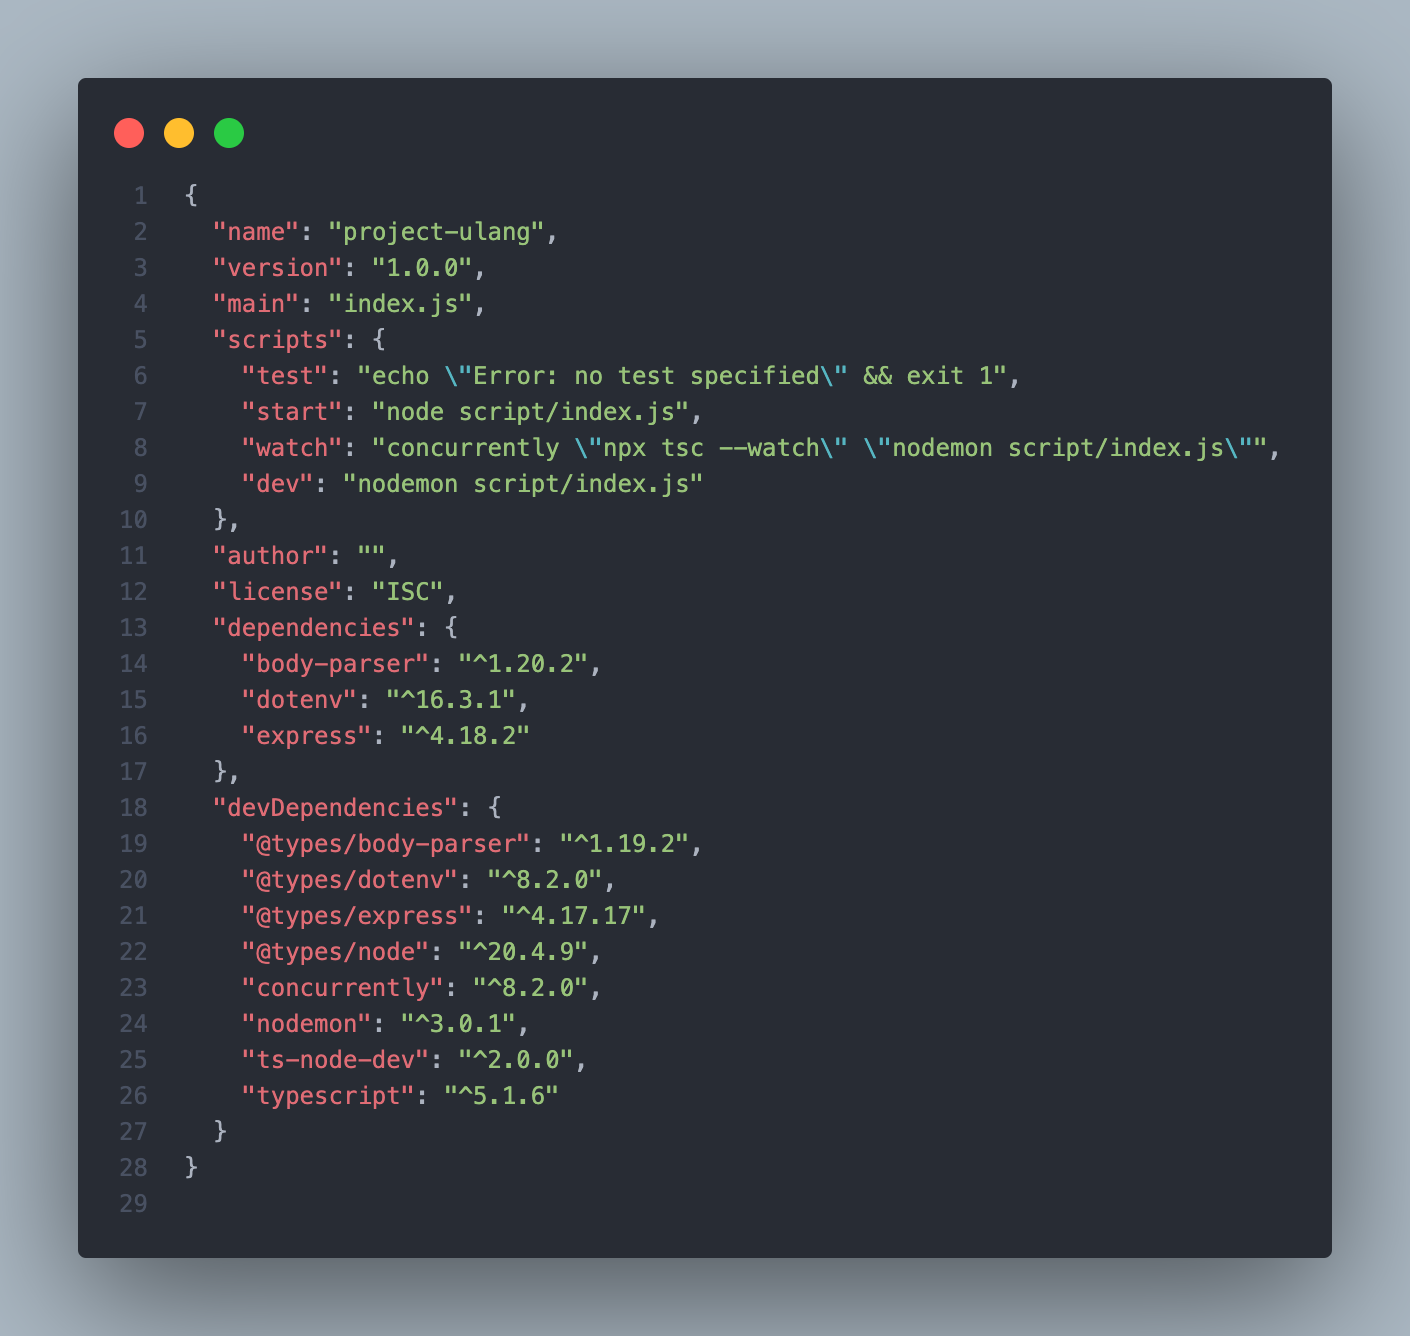 1 {
2   "name": "project-ulang",
3   "version": "1.0.0",
4   "main": "index.js",
5   "scripts": {
6     "test": "echo \"Error: no test specified\" && exit 1",
7     "start": "node script/index.js",
8     "watch": "concurrently \"npx tsc --watch\" \"nodemon script/index.js\"",
9     "dev": "nodemon script/index.js"
10   },
11   "author": "",
12   "license": "ISC",
13   "dependencies": {
14     "body-parser": "^1.20.2",
15     "dotenv": "^16.3.1",
16     "express": "^4.18.2"
17   },
18   "devDependencies": {
19     "@types/body-parser": "^1.19.2",
20     "@types/dotenv": "^8.2.0",
21     "@types/express": "^4.17.17",
22     "@types/node": "^20.4.9",
23     "concurrently": "^8.2.0",
24     "nodemon": "^3.0.1",
25     "ts-node-dev": "^2.0.0",
26     "typescript": "^5.1.6"
27   }
28 }
29